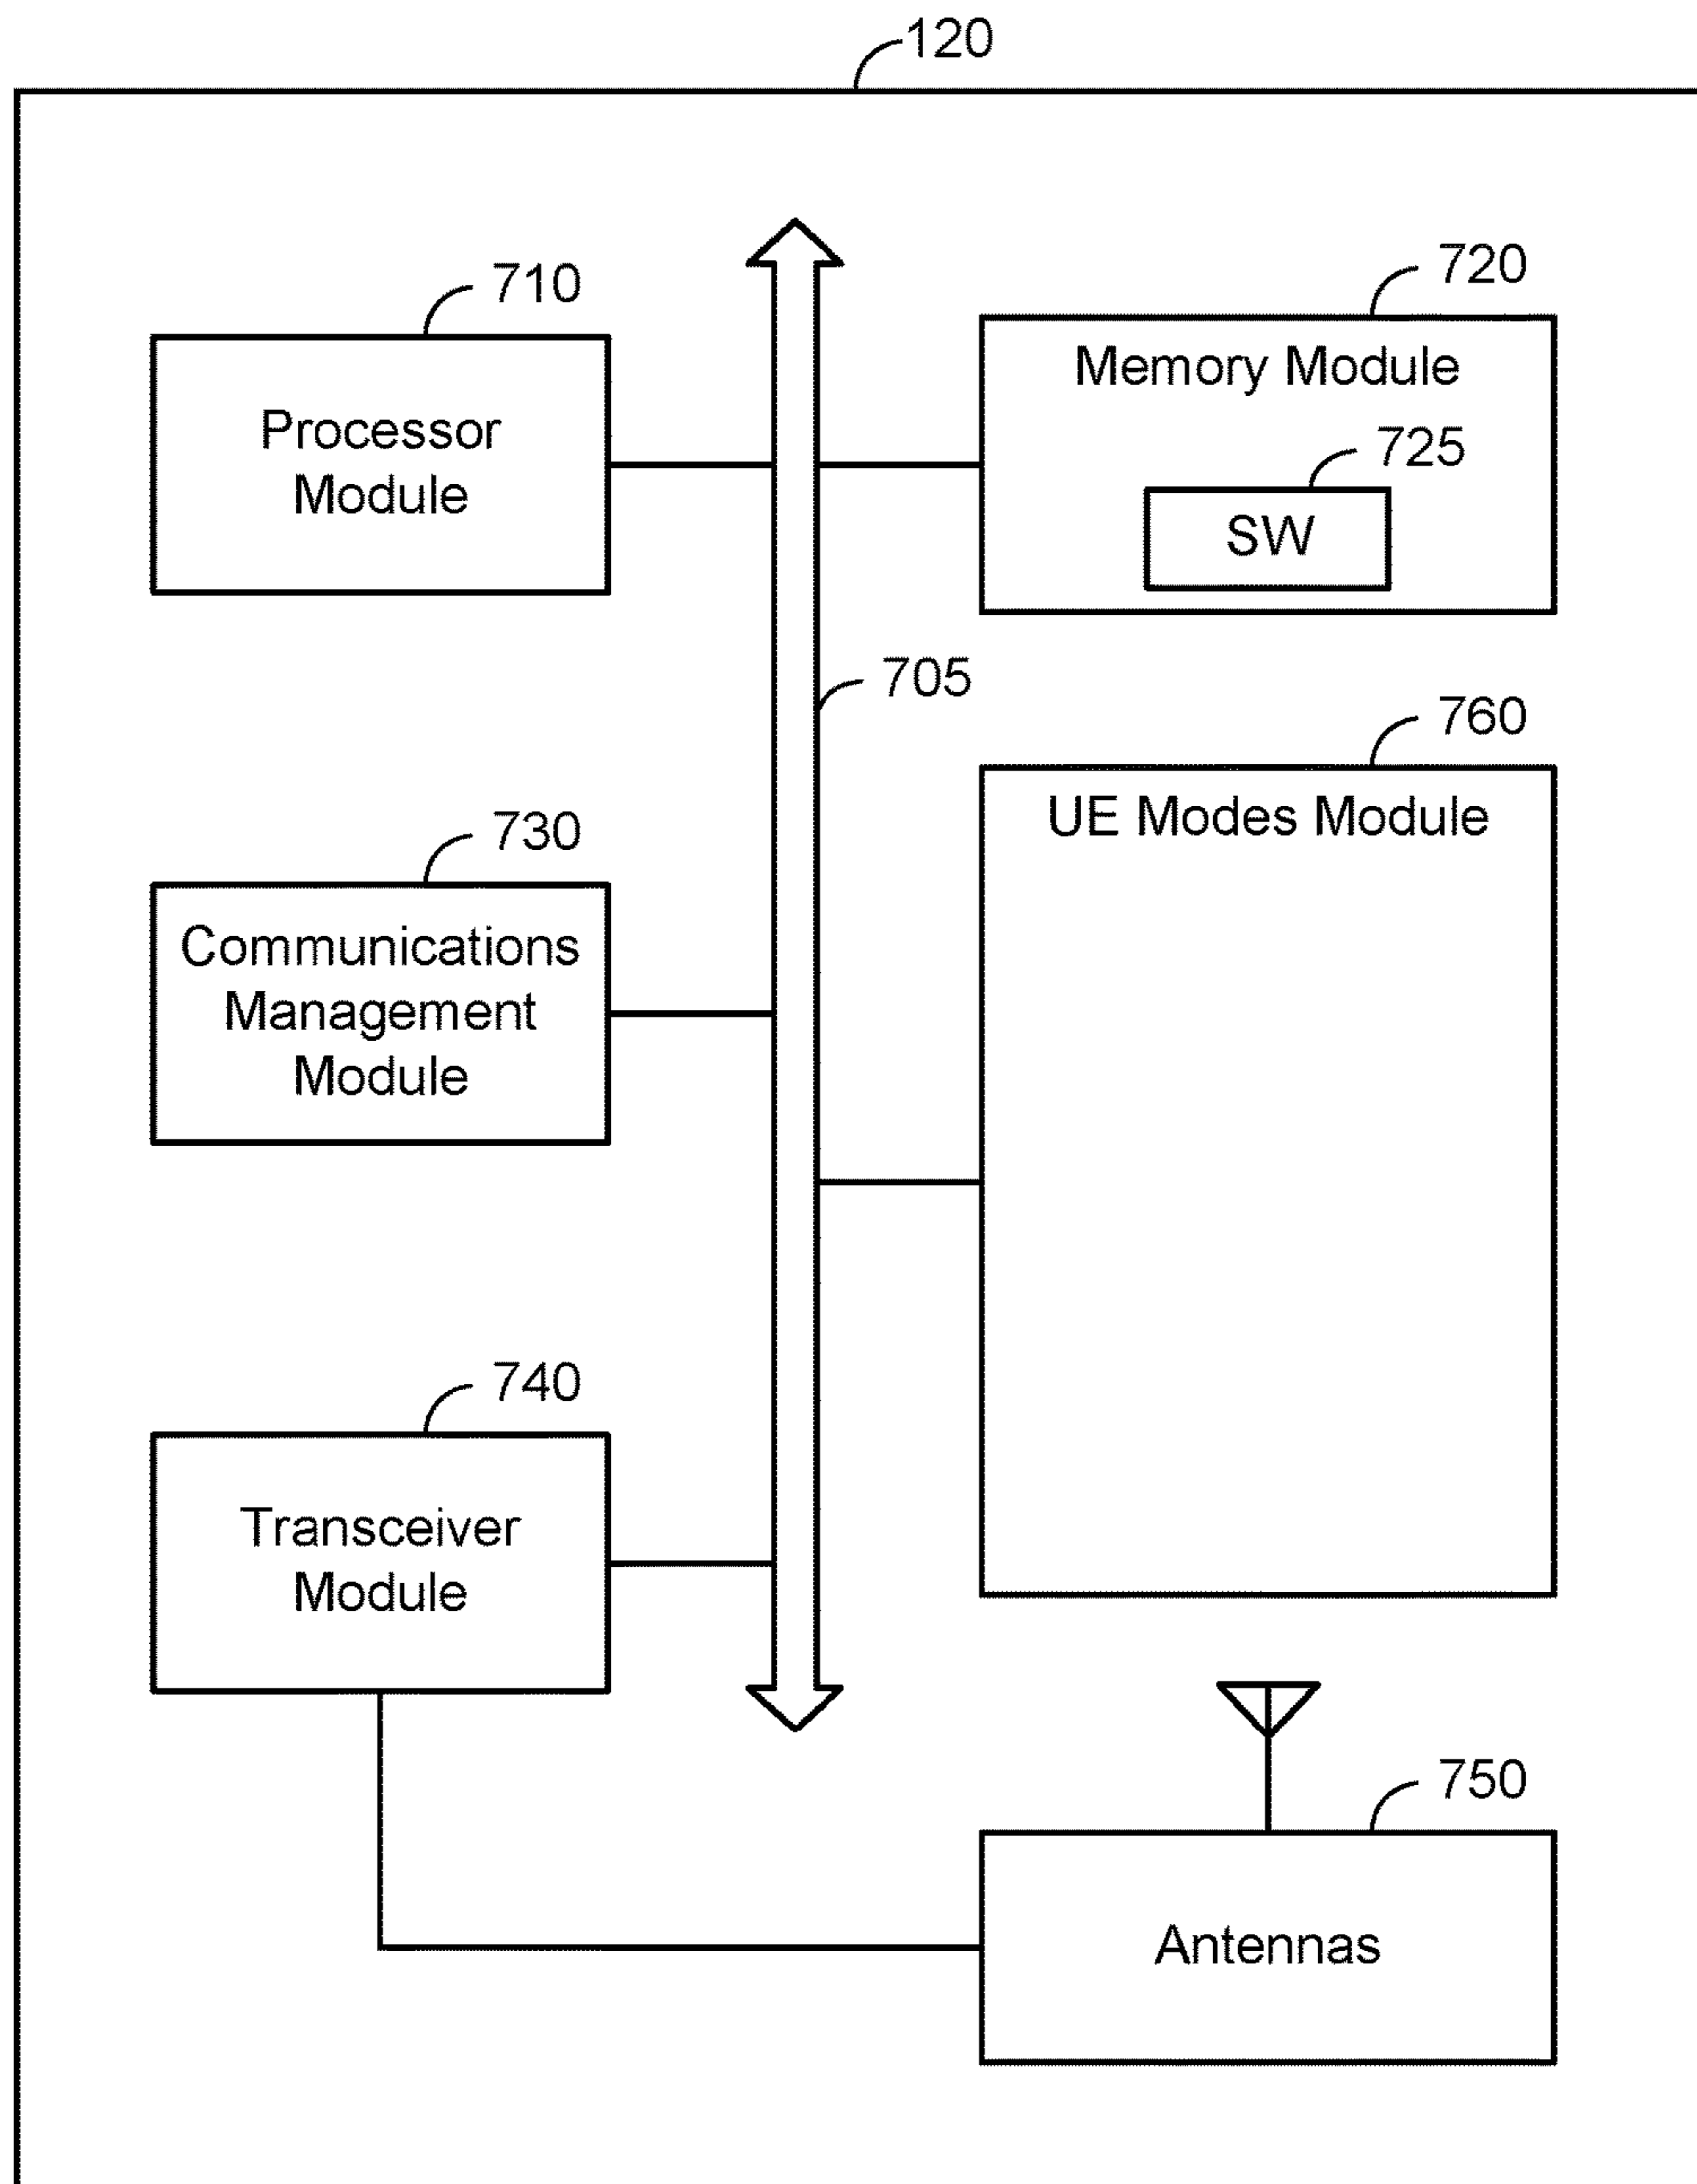 120
710
Processor
Module
720
Memory Module
725
SW
705
730
Communications
Management
Module
760
UE Modes Module
740
Transceiver
Module
750
Antennas